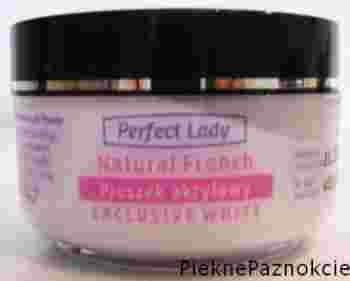 Perfect Lady
Natural French
Proszek akrylowy
EXCLUSIVE WHITE
PieknePaznokcie